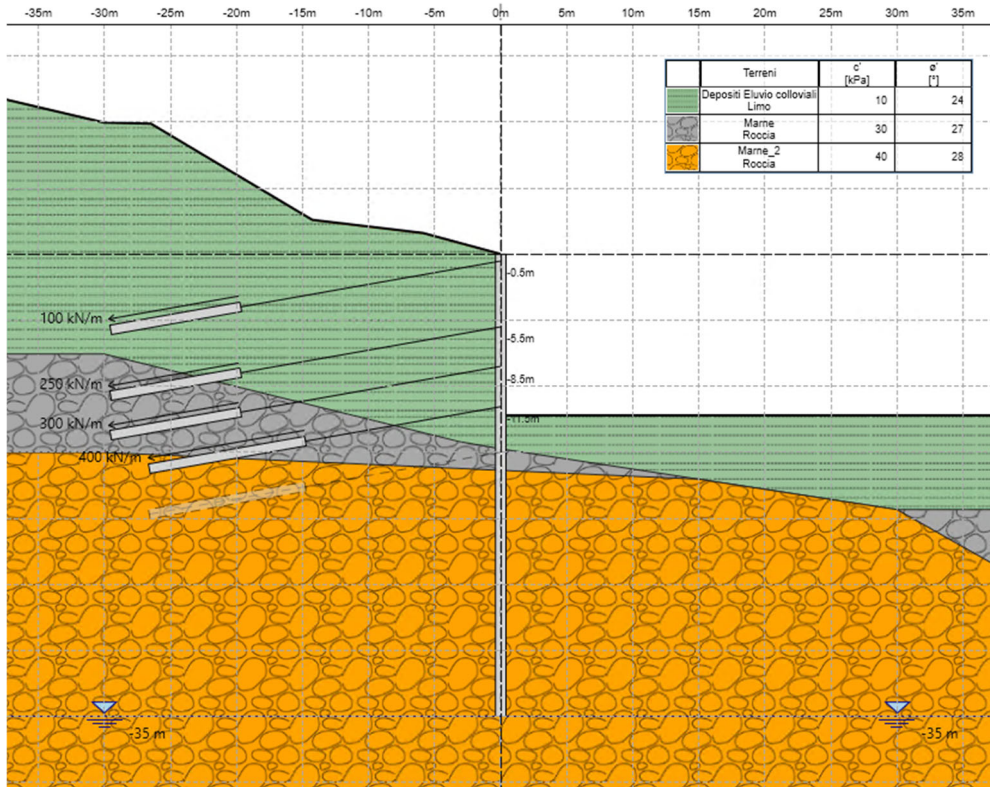 -35m -30m -25m -20m -15m -10m -5m 0m 5m 10m 15m 20m 25m 30m 35m
Terreni c' [kPa] ø' [°]
Depositi Eluvio colloviali Limo 10 24
Marne Roccia 30 27
Marne_2 Roccia 40 28
-0.5m
100 kN/m
-5.5m
250 kN/m
-8.5m
300 kN/m
-11.5m
400 kN/m
-35 m
-35 m